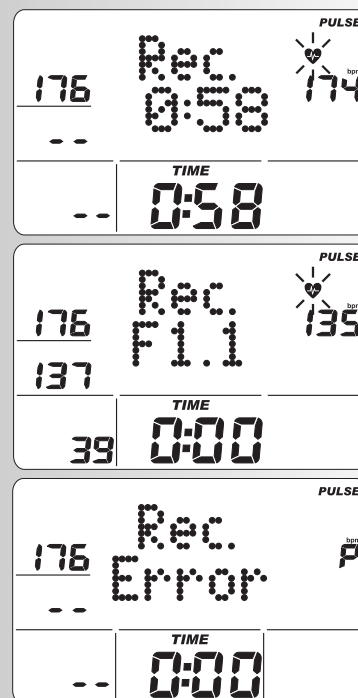 PULSE
Rec.
176
bpm
174
0:58
- -
TIME
- -
0:58
PULSE
Rec.
176
bpm
135
F1.1
137
TIME
39
0:00
PULSE
Rec.
bpm
176
P
Error
- -
TIME
- -
0:00